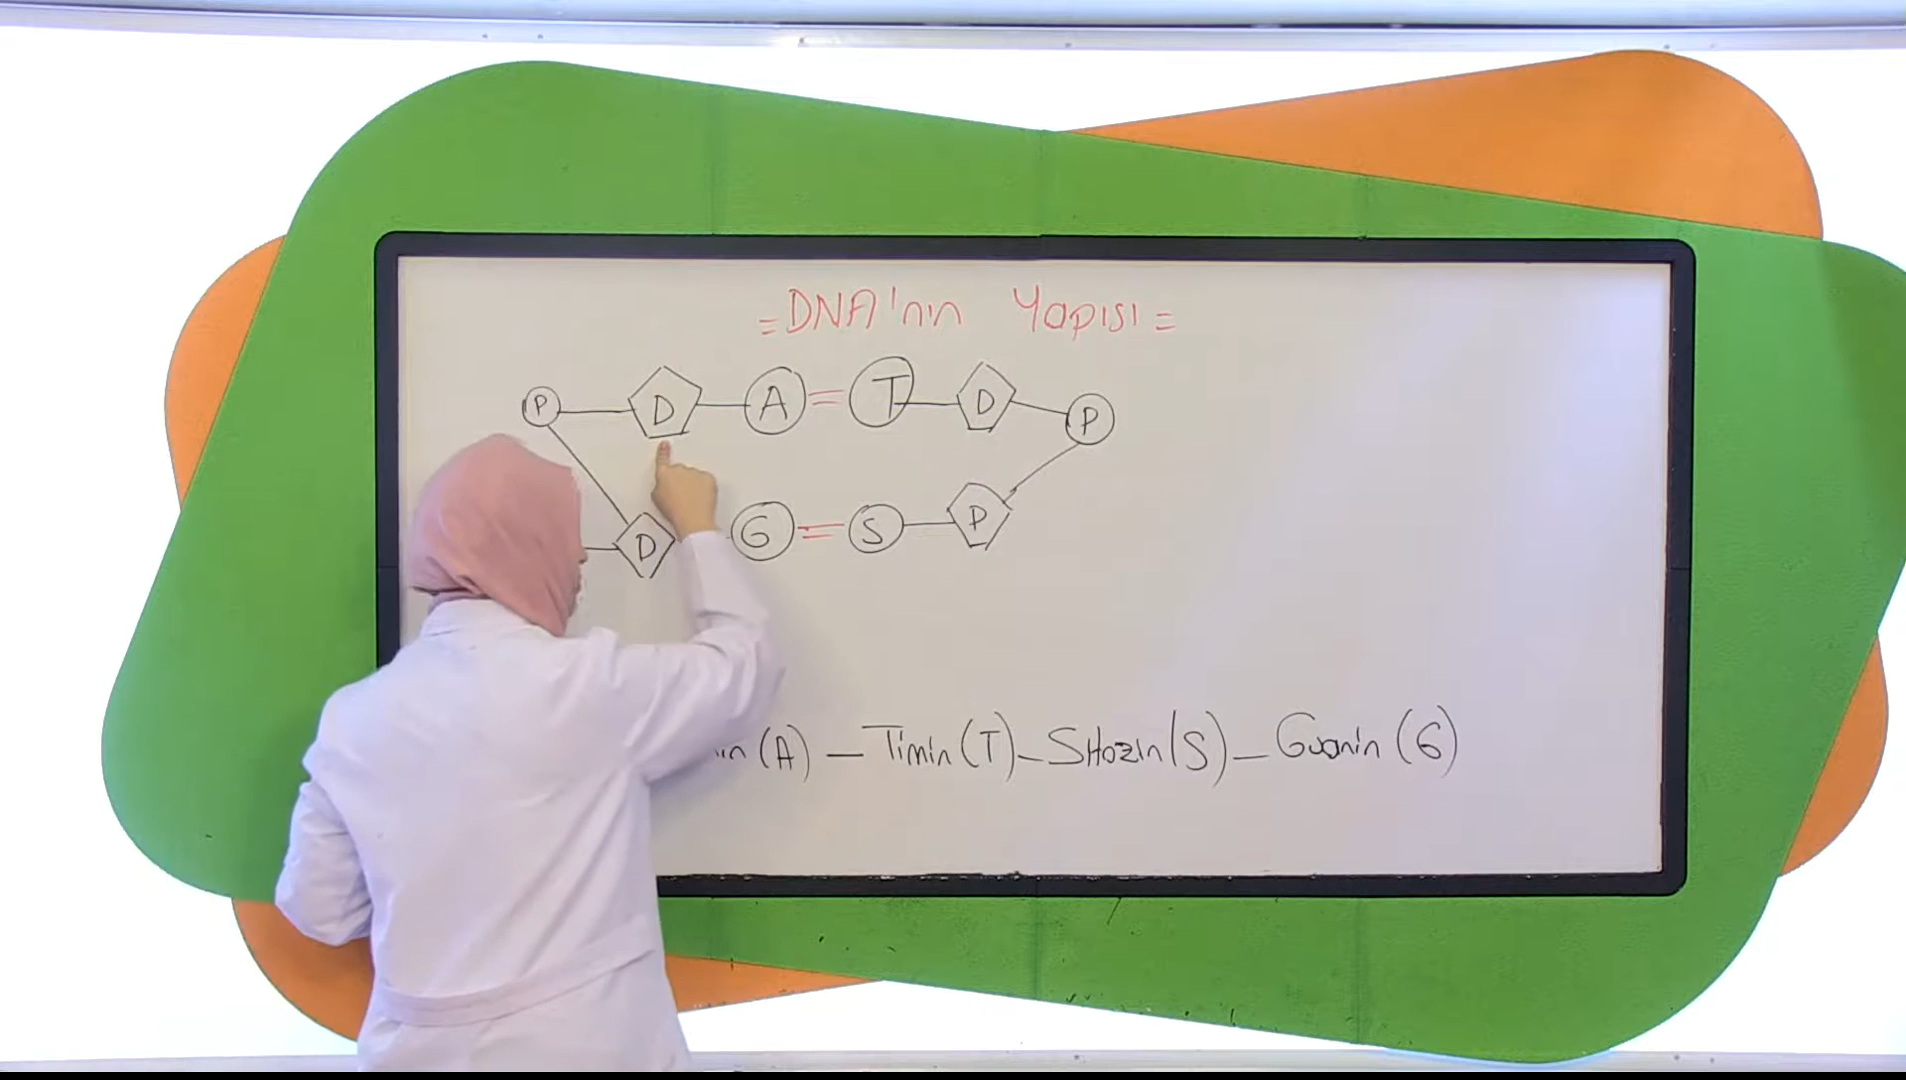 =DNA'nın Yapısı=
P D A = T D P
D G = S P
(A) — Timin (T) — Sitozin (S) — Guanin (G)